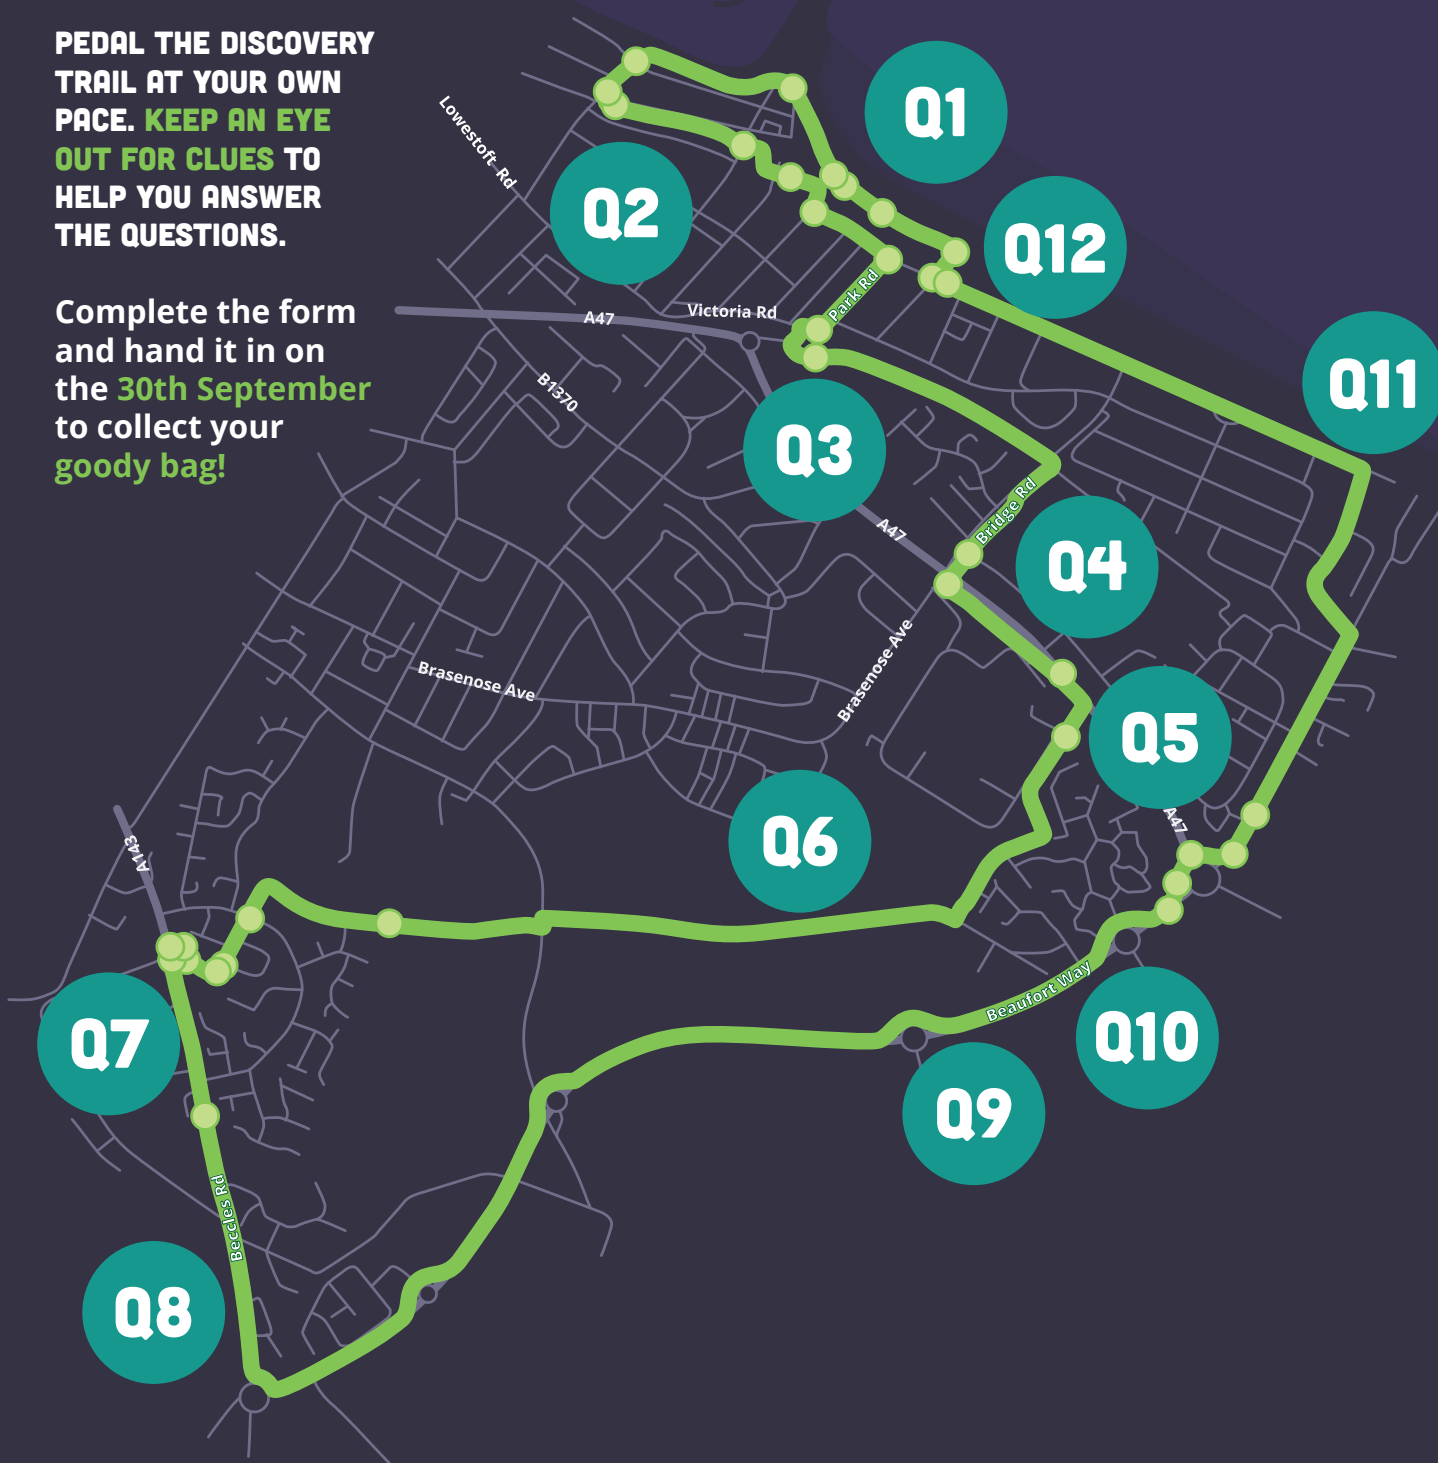 PEDAL THE DISCOVERY
TRAIL AT YOUR OWN
PACE. KEEP AN EYE
OUT FOR CLUES TO
HELP YOU ANSWER
THE QUESTIONS.
Complete the form
and hand it in on
the 30th September
to collect your
goody bag!
Lowestoft Rd
Q1
Q2
Q12
Park Rd
A47
Victoria Rd
B1370
Q11
Q3
Bridge Rd
A47
Q4
Brasenose Ave
Brasenose Ave
Q5
A47
Q6
A143
Beaufort Way
Q7
Q10
Q9
Beccles Rd
Q8